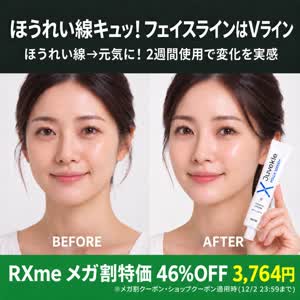 ほうれい線キュッ! フェイスラインはVライン
ほうれい線→元気に! 2週間使用で変化を実感
Juvekle
BEFORE
AFTER
RXme メガ割特価 46%OFF 3,764円
※メガ割クーポン・ショップクーポン適用時(12/2 23:59まで)